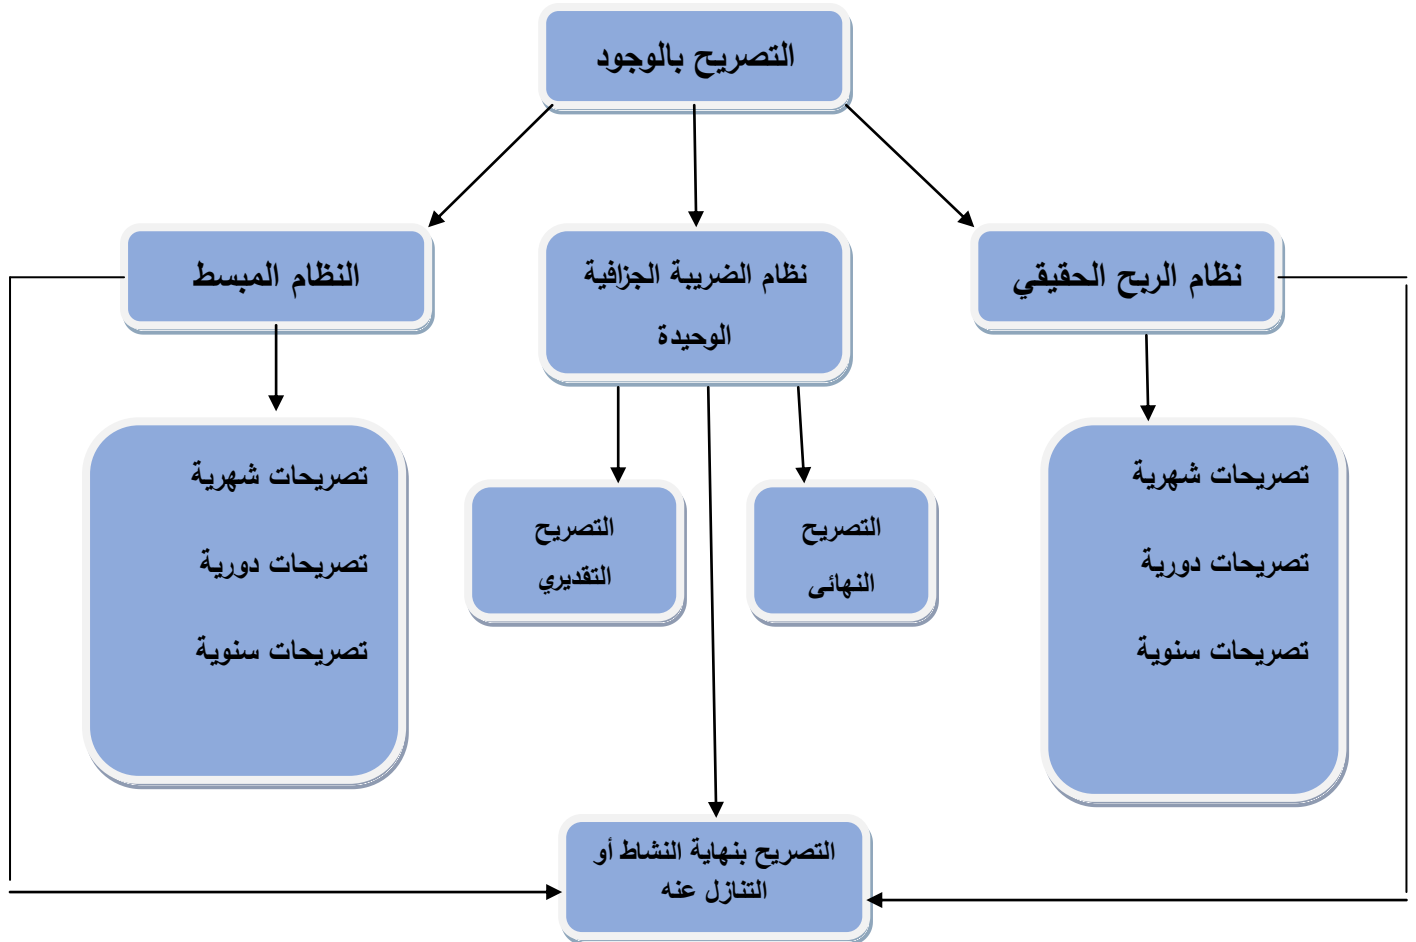 التصريح بالوجود
نظام الربح الحقيقي
نظام الضريبة الجزافية
الوحيدة
النظام المبسط
تصريحات شهرية
تصريحات دورية
تصريحات سنوية
التصريح
النهائى
التصريح
التقديري
تصريحات شهرية
تصريحات دورية
تصريحات سنوية
التصريح بنهاية النشاط أو
التنازل عنه